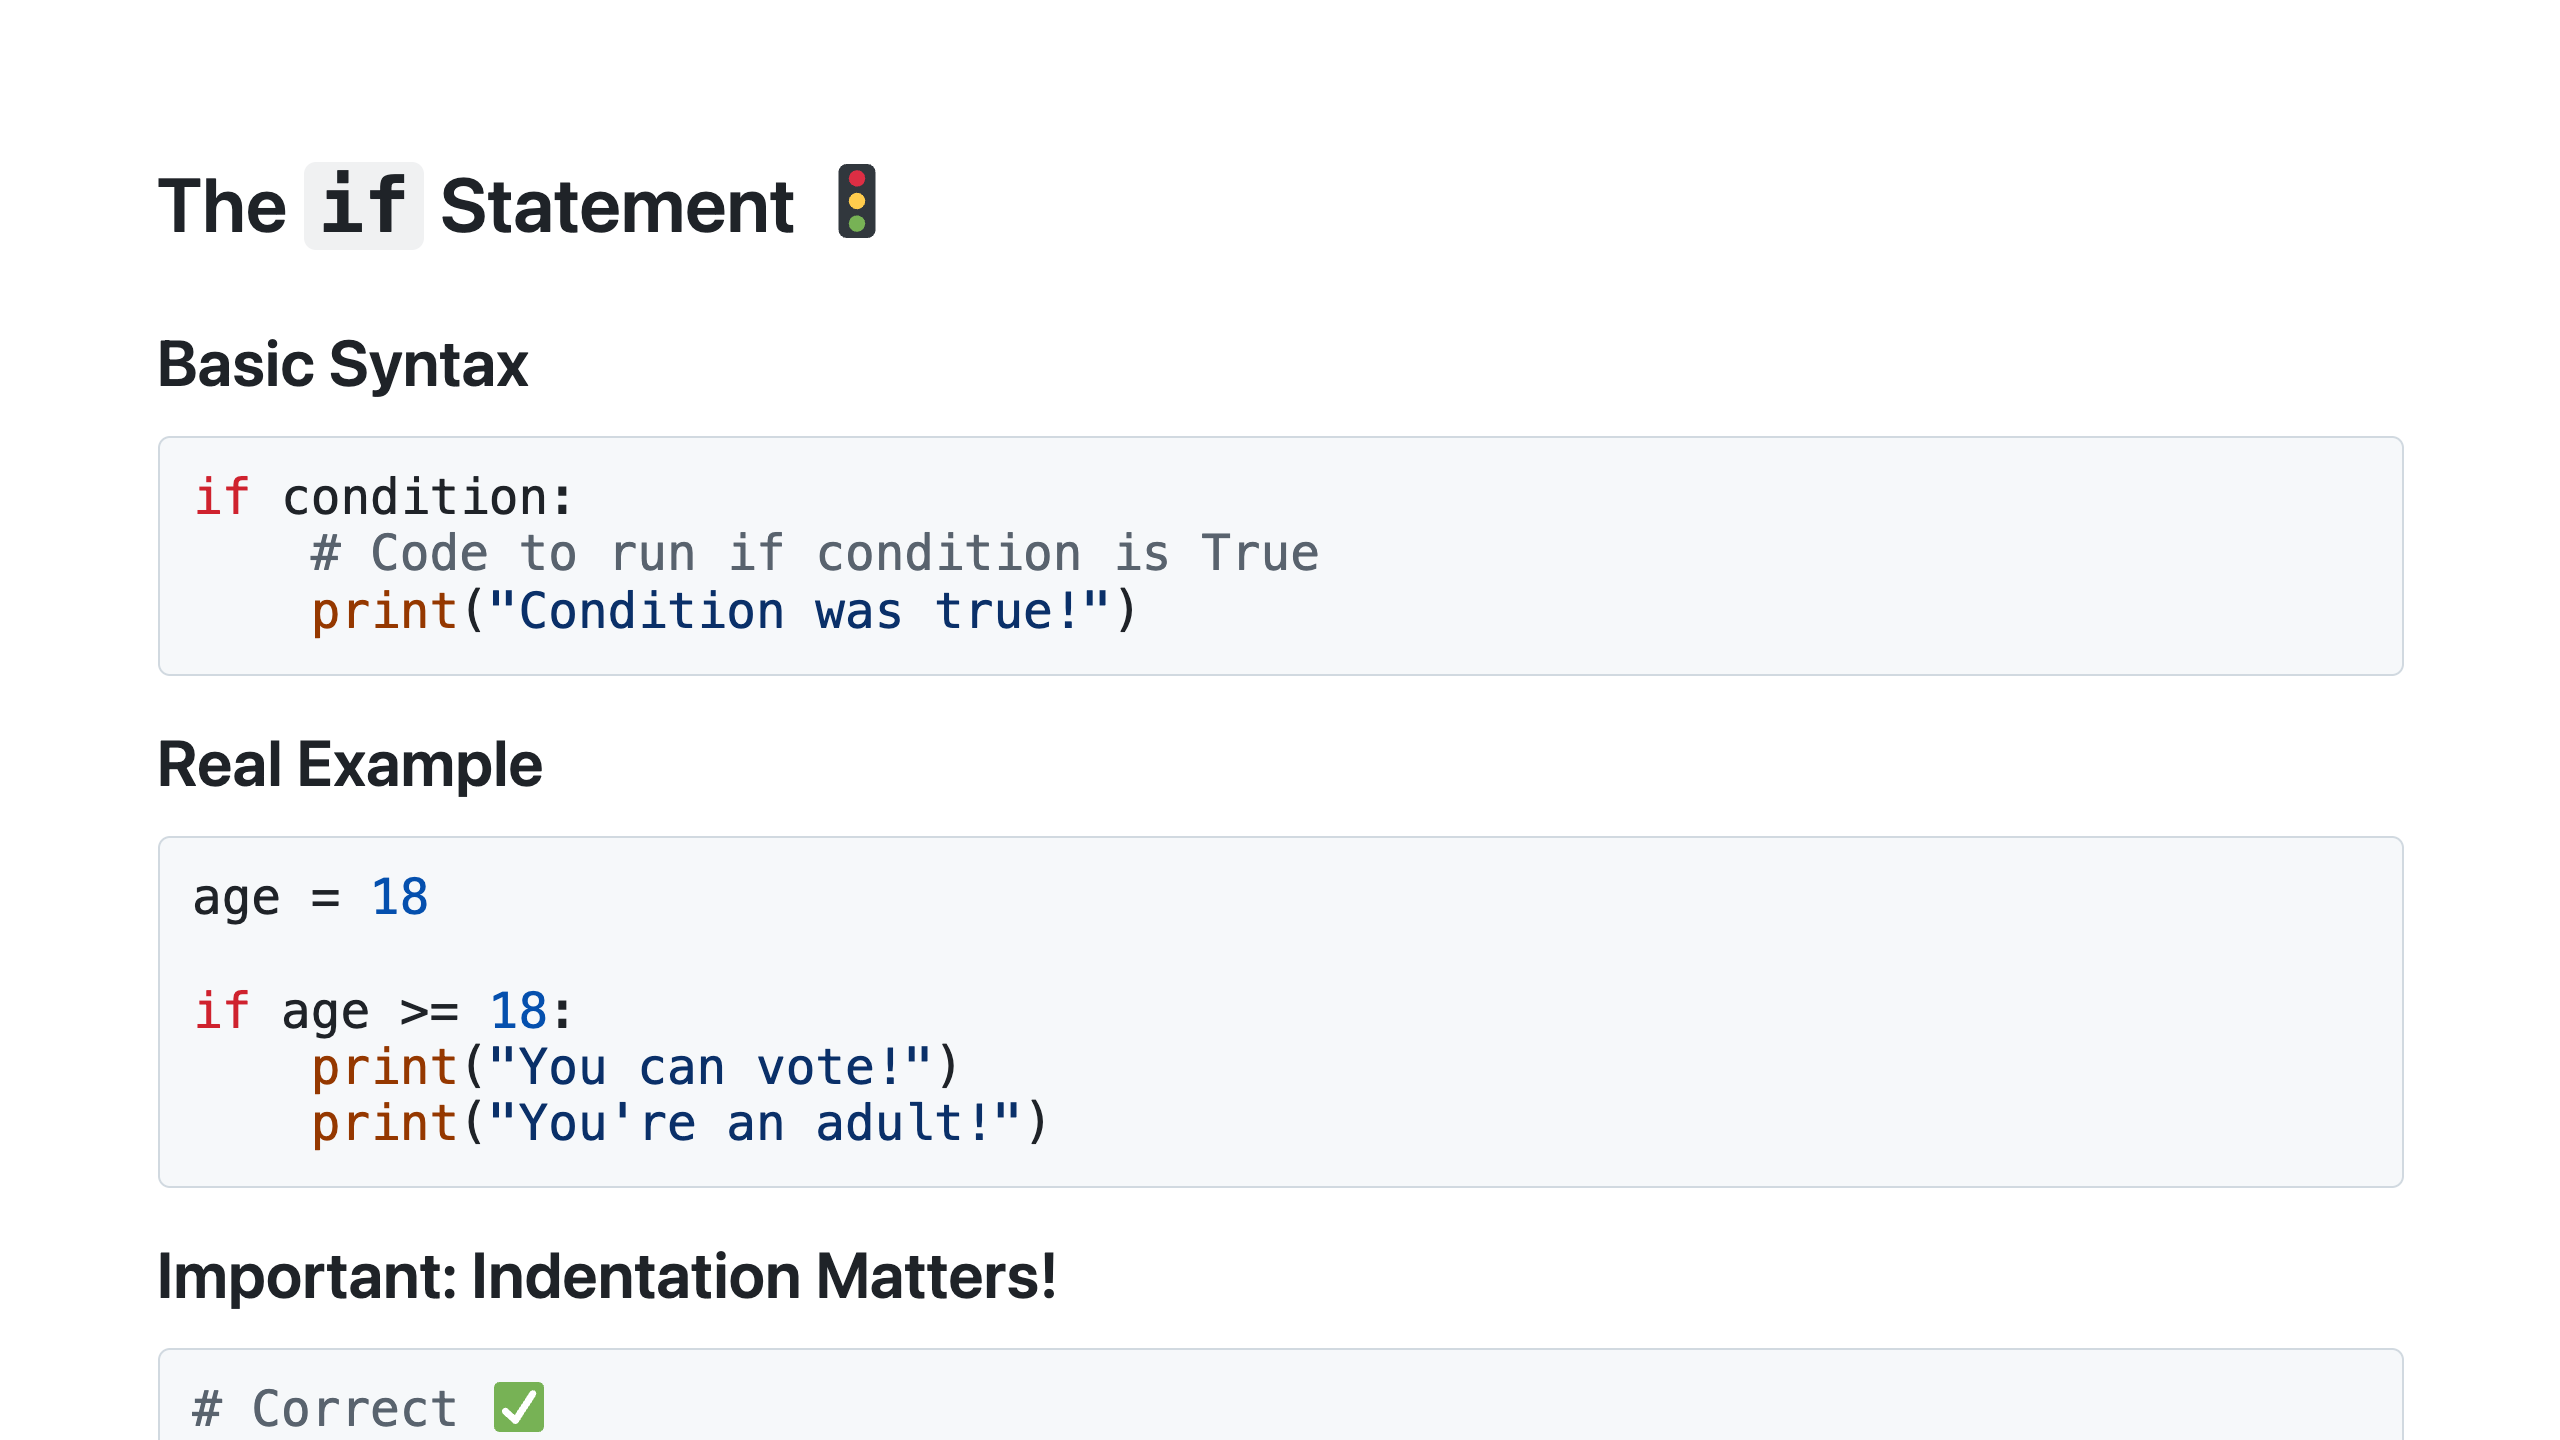 The if Statement 🚦
Basic Syntax
if condition:
    # Code to run if condition is True
    print("Condition was true!")
Real Example
age = 18

if age >= 18:
    print("You can vote!")
    print("You're an adult!")
Important: Indentation Matters!
# Correct ✅